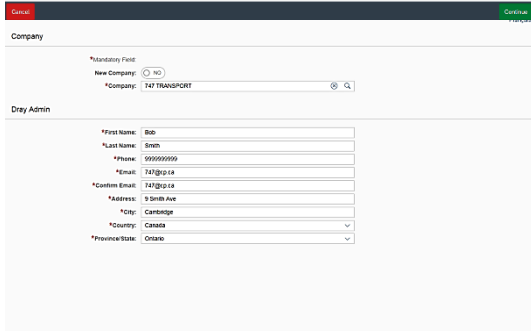 Cancel
Continue
Français
Company
*Mandatory Field:
New Company: NO
*Company: 747 TRANSPORT
Dray Admin
*First Name: Bob
*Last Name: Smith
*Phone: 9999999999
*Email: 747@cp.ca
*Confirm Email: 747@cp.ca
*Address: 9 Smith Ave
*City: Cambridge
*Country: Canada
*Province/State: Ontario